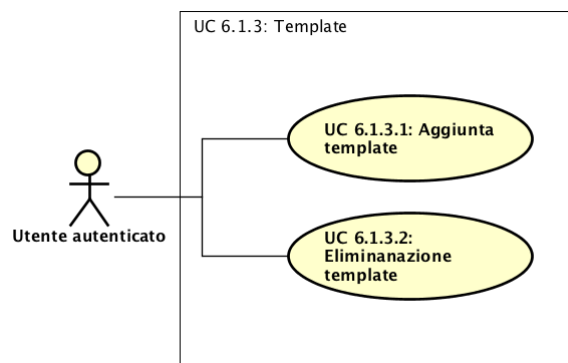 UC 6.1.3: Template
UC 6.1.3.1: Aggiunta
template
Utente autenticato
UC 6.1.3.2:
Eliminanazione
template